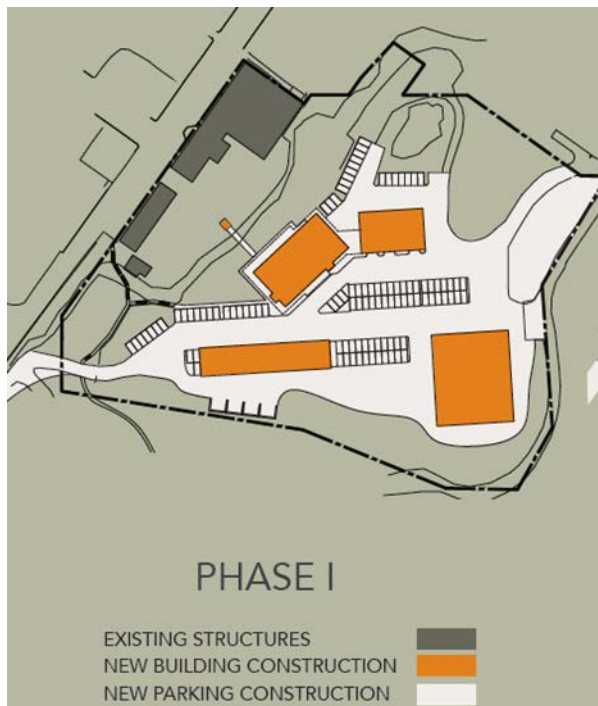 PHASE I
EXISTING STRUCTURES
NEW BUILDING CONSTRUCTION
NEW PARKING CONSTRUCTION